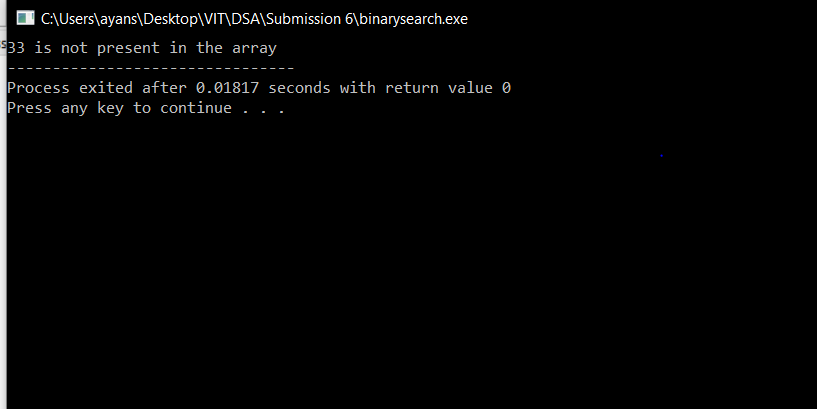 C:\Users\ayans\Desktop\VIT\DSA\Submission 6\binarysearch.exe
33 is not present in the array
--------------------------------
Process exited after 0.01817 seconds with return value 0
Press any key to continue . . .